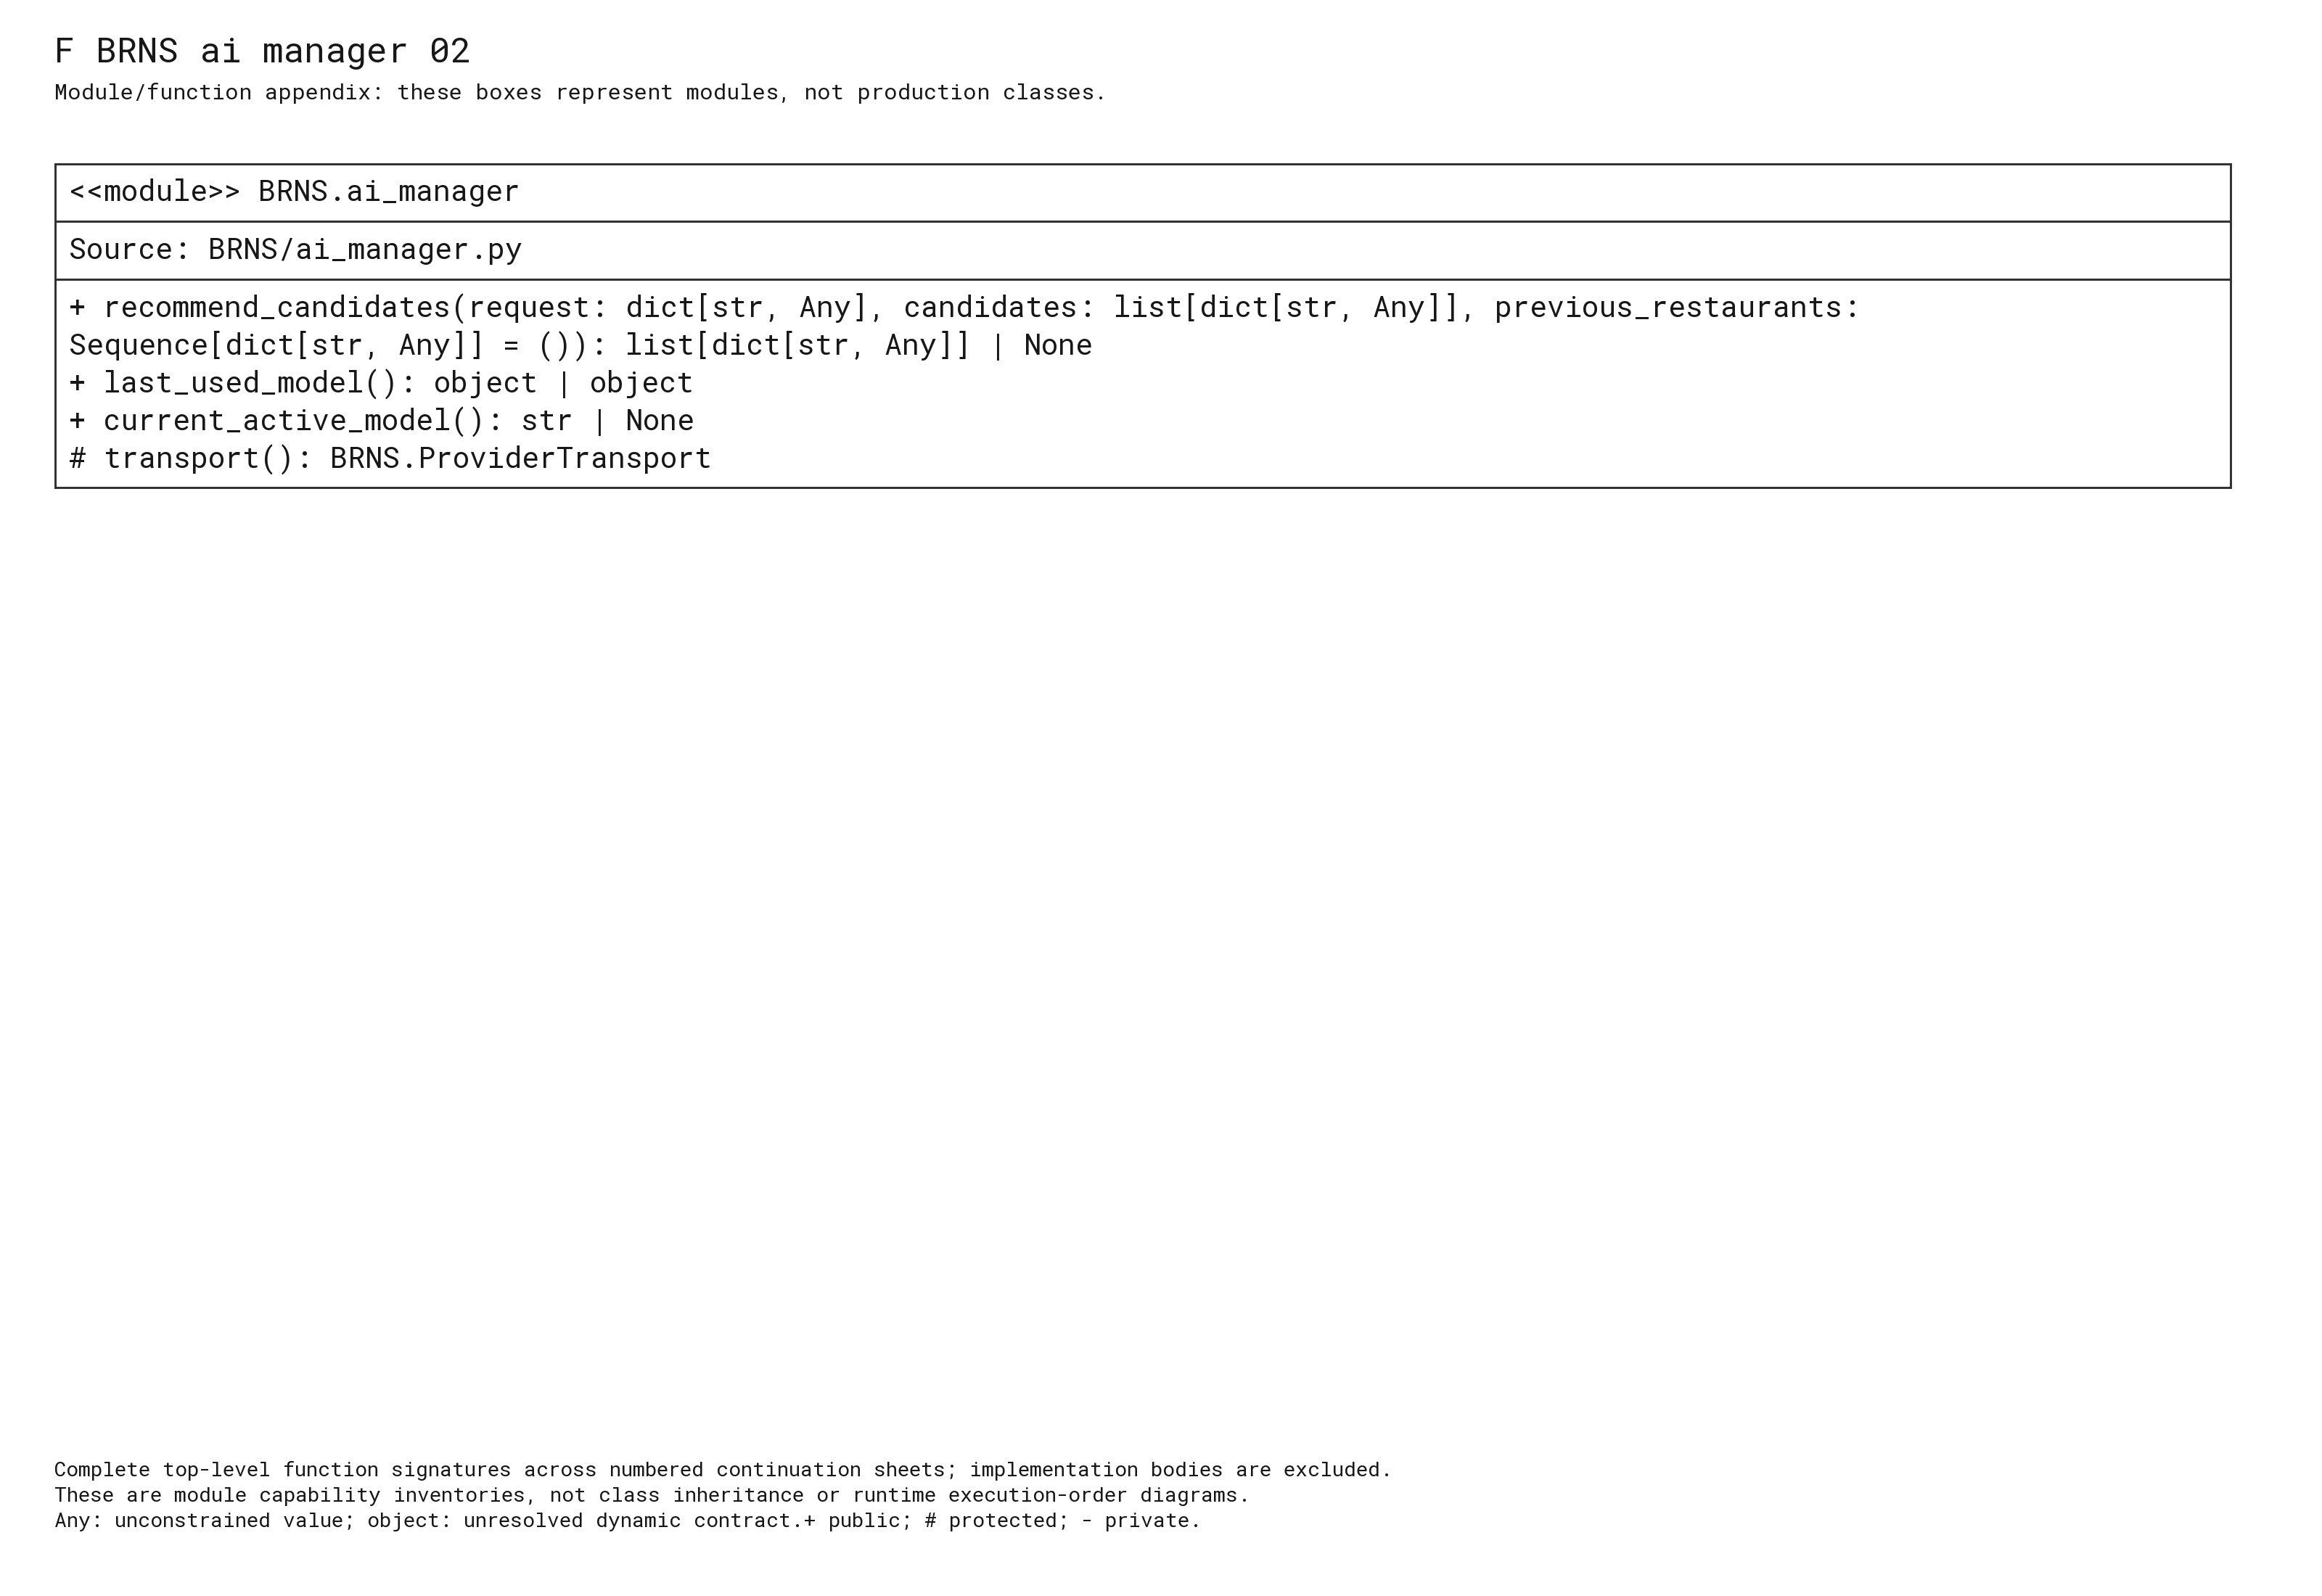 F BRNS ai manager 02
Module/function appendix: these boxes represent modules, not production classes.
<<module>> BRNS.ai_manager
Source: BRNS/ai_manager.py
+ recommend_candidates(request: dict[str, Any], candidates: list[dict[str, Any]], previous_restaurants:
Sequence[dict[str, Any]] = ()): list[dict[str, Any]] | None
+ last_used_model(): object | object
+ current_active_model(): str | None
# transport(): BRNS.ProviderTransport
Complete top-level function signatures across numbered continuation sheets; implementation bodies are excluded.
These are module capability inventories, not class inheritance or runtime execution-order diagrams.
Any: unconstrained value; object: unresolved dynamic contract.+ public; # protected; - private.